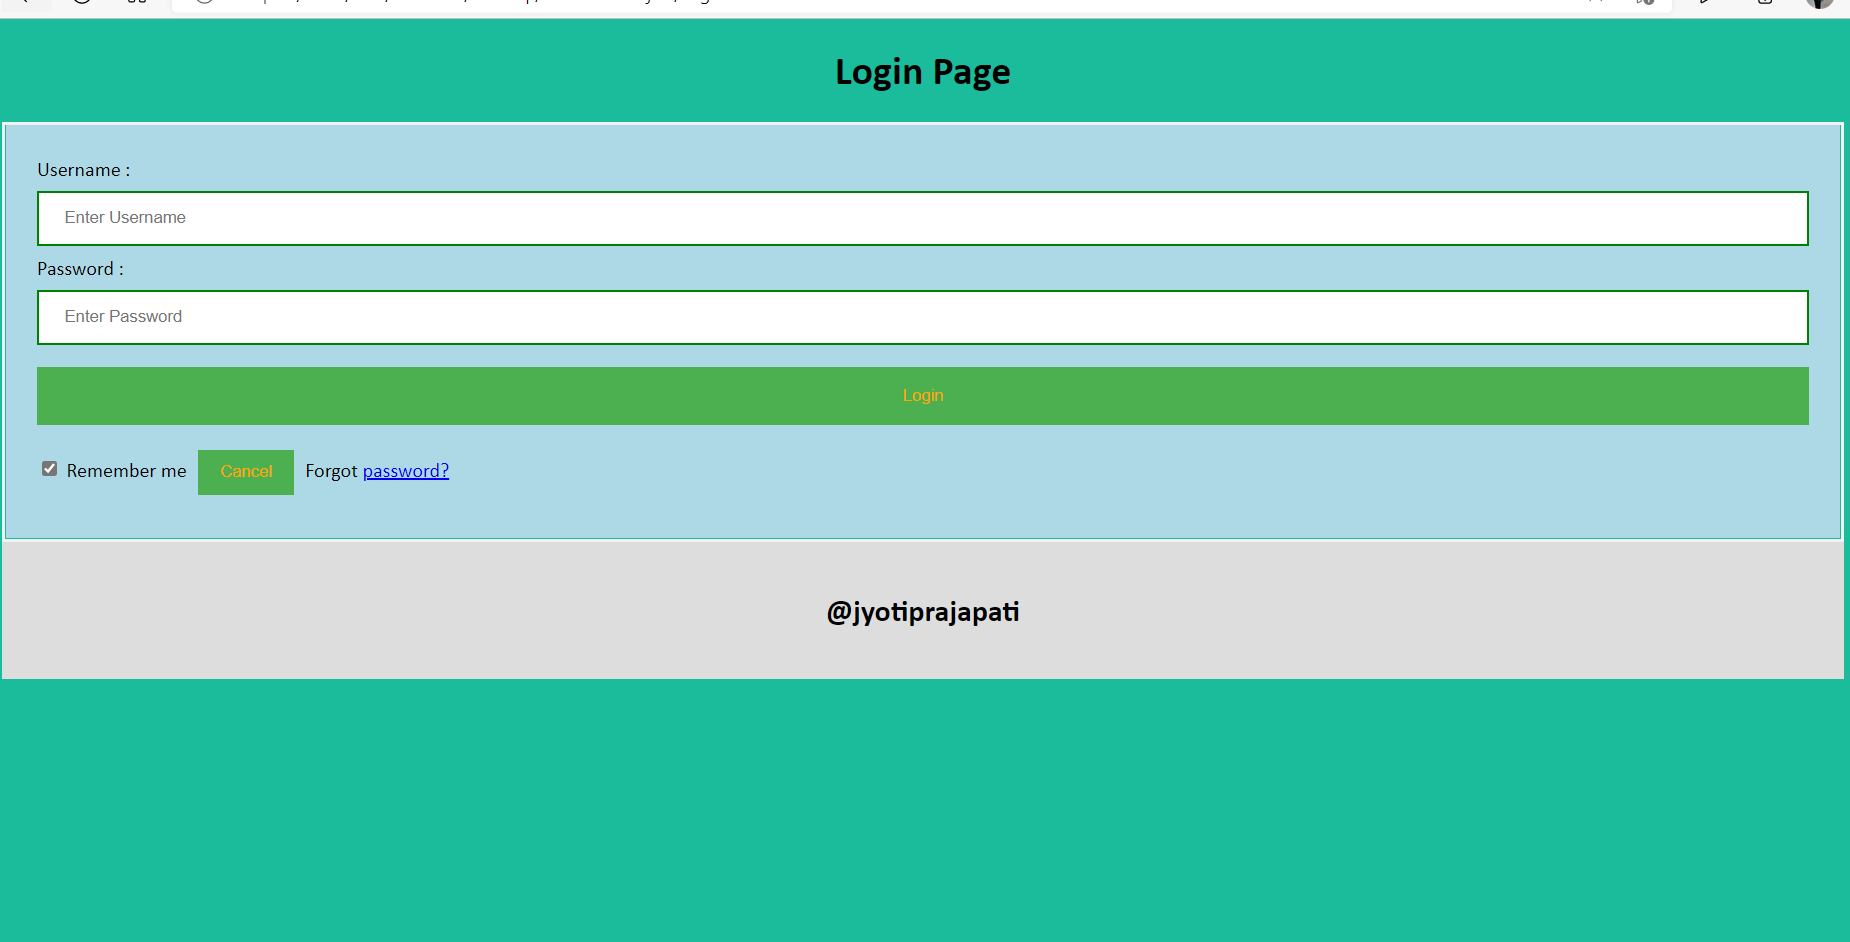 Login Page
Username :
Enter Username
Password :
Enter Password
Login
Remember me Cancel Forgot password?
@jyotiprajapati